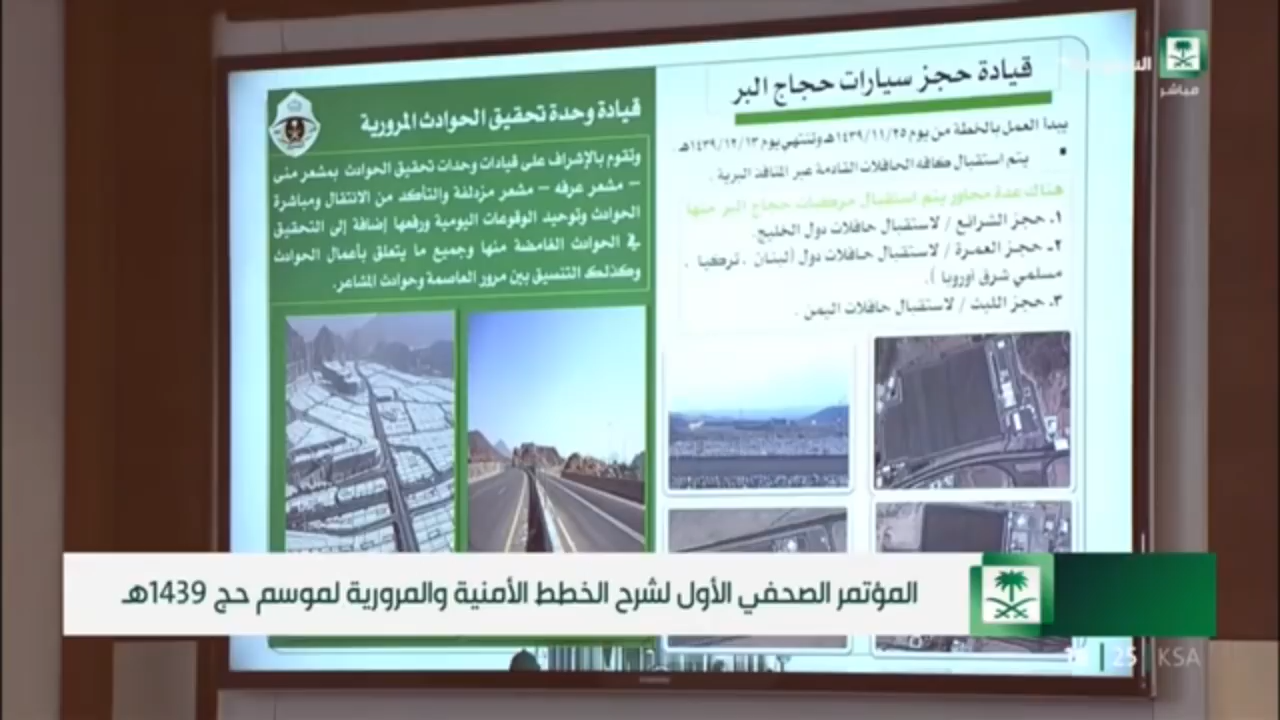 السعودية
مباشر
قيادة حجز سيارات حجاج البر
يبدأ العمل بالخطة من يوم ١٤٣٩/١١/٢٥هـ وتنتهي يوم ١٤٣٩/١٢/١٣هـ
▪ يتم استقبال كافه الحافلات القادمة عبر المنافذ البرية .
هناك عدة محاور يتم استقبال مركبات حجاج البر منها
١. حجز الشرائع / لاستقبال حافلات دول الخليج.
٢. حجز العمرة / لاستقبال حافلات دول (لبنان . تركيا .
مسلمي شرق اوروبا ).
٣. حجز الليث / لاستقبال حافلات اليمن .
قيادة وحدة تحقيق الحوادث المرورية
وتقوم بالإشراف على قيادات وحدات تحقيق الحوادث بمشعر منى
– مشعر عرفه – مشعر مزدلفة والتأكد من الانتقال ومباشرة
الحوادث وتوحيد الوقوعات اليومية ورفعها إضافة إلى التحقيق
في الحوادث الغامضة منها وجميع ما يتعلق بأعمال الحوادث
وكذلك التنسيق بين مرور العاصمة وحوادث المشاعر.
المؤتمر الصحفي الأول لشرح الخطط الأمنية والمرورية لموسم حج 1439هـ
25 KSA